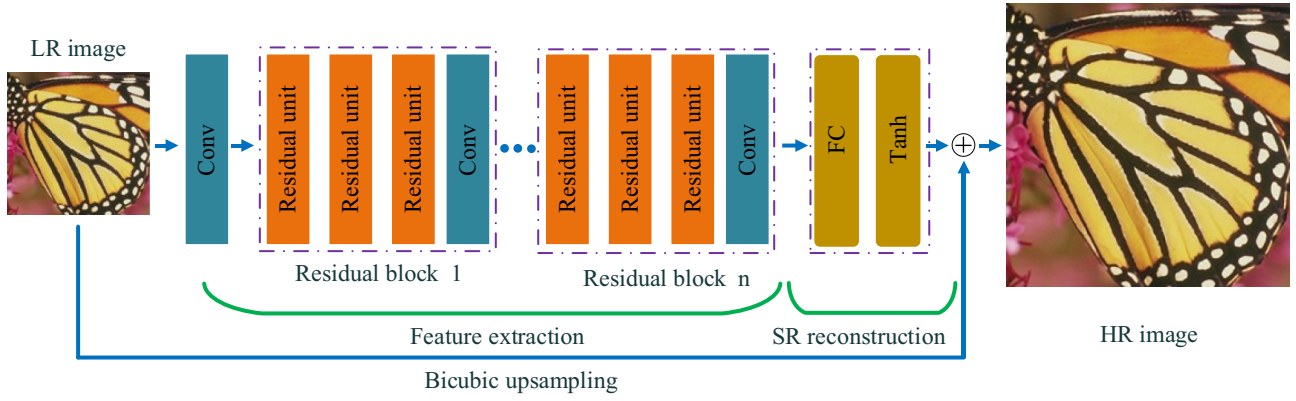 LR image
Conv
Residual unit
Residual unit
Residual unit
Conv
Residual unit
Residual unit
Residual unit
Conv
FC
Tanh
Residual block 1
Residual block n
Feature extraction
SR reconstruction
HR image
Bicubic upsampling